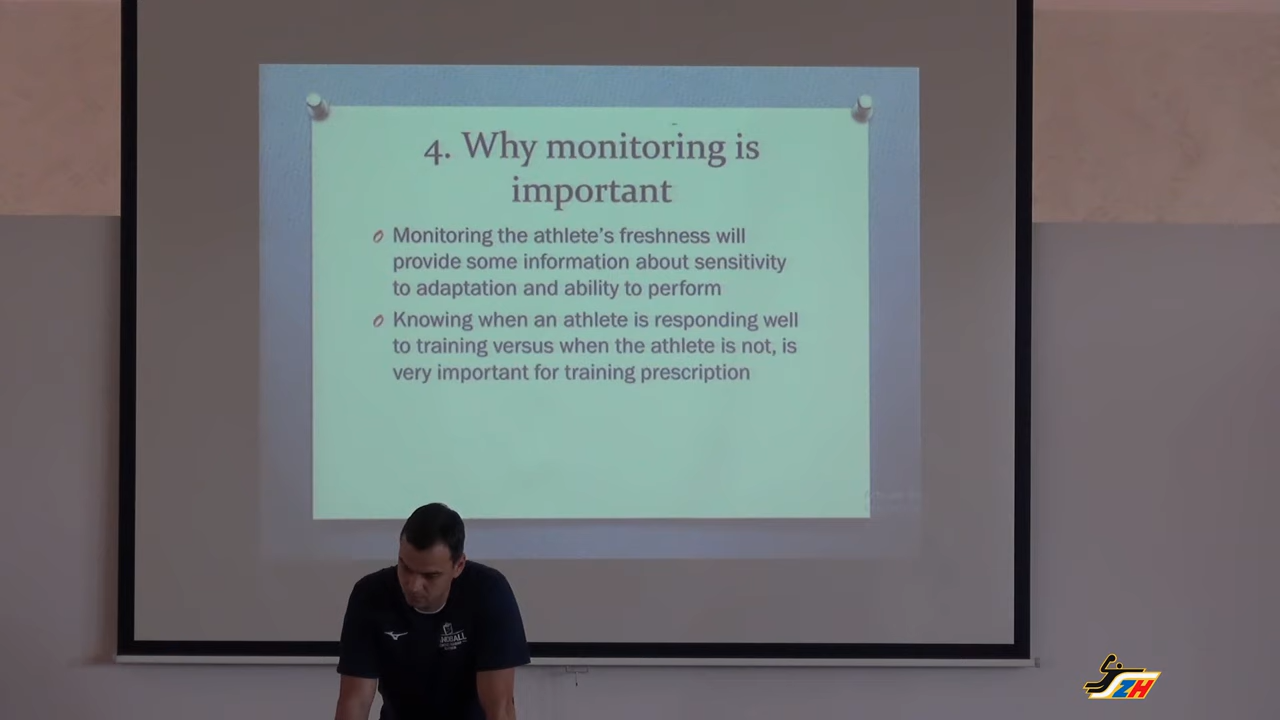 4. Why monitoring is
important
Monitoring the athlete's freshness will
provide some information about sensitivity
to adaptation and ability to perform
Knowing when an athlete is responding well
to training versus when the athlete is not, is
very important for training prescription
ZH